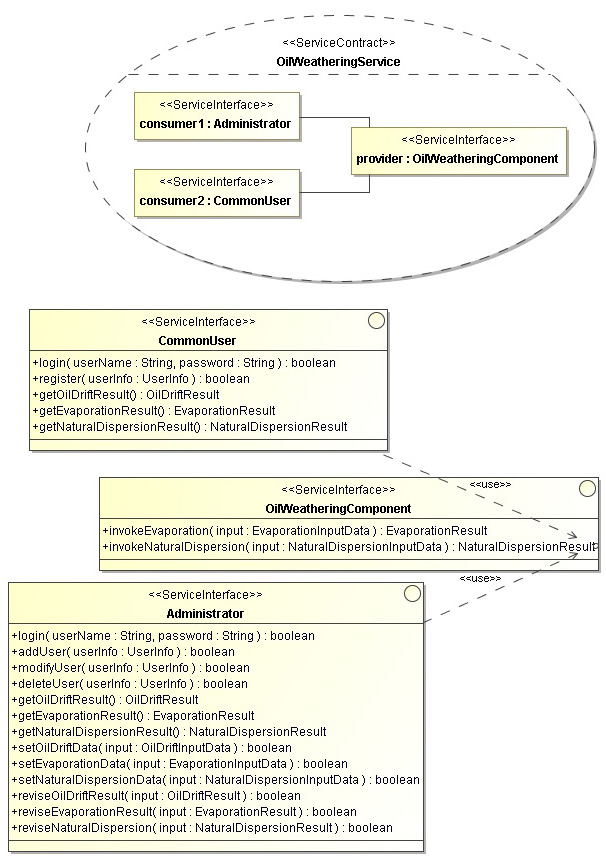 <<ServiceContract>>
OilWeatheringService
<<ServiceInterface>>
consumer1 : Administrator
<<ServiceInterface>>
provider : OilWeatheringComponent
<<ServiceInterface>>
consumer2 : CommonUser
<<ServiceInterface>>
CommonUser
+login( userName : String, password : String ) : boolean
+register( userInfo : UserInfo ) : boolean
+getOilDriftResult() : OilDriftResult
+getEvaporationResult() : EvaporationResult
+getNaturalDispersionResult() : NaturalDispersionResult
<<use>>
<<ServiceInterface>>
OilWeatheringComponent
+invokeEvaporation( input : EvaporationInputData ) : EvaporationResult
+invokeNaturalDispersion( input : NaturalDispersionInputData ) : NaturalDispersionResult
<<use>>
<<ServiceInterface>>
Administrator
+login( userName : String, password : String ) : boolean
+addUser( userInfo : UserInfo ) : boolean
+modifyUser( userInfo : UserInfo ) : boolean
+deleteUser( userInfo : UserInfo ) : boolean
+getOilDriftResult() : OilDriftResult
+getEvaporationResult() : EvaporationResult
+getNaturalDispersionResult() : NaturalDispersionResult
+setOilDriftData( input : OilDriftInputData ) : boolean
+setEvaporationData( input : EvaporationInputData ) : boolean
+setNaturalDispersionData( input : NaturalDispersionInputData ) : boolean
+reviseOilDriftResult( input : OilDriftResult ) : boolean
+reviseEvaporationResult( input : EvaporationResult ) : boolean
+reviseNaturalDispersion( input : NaturalDispersionResult ) : boolean